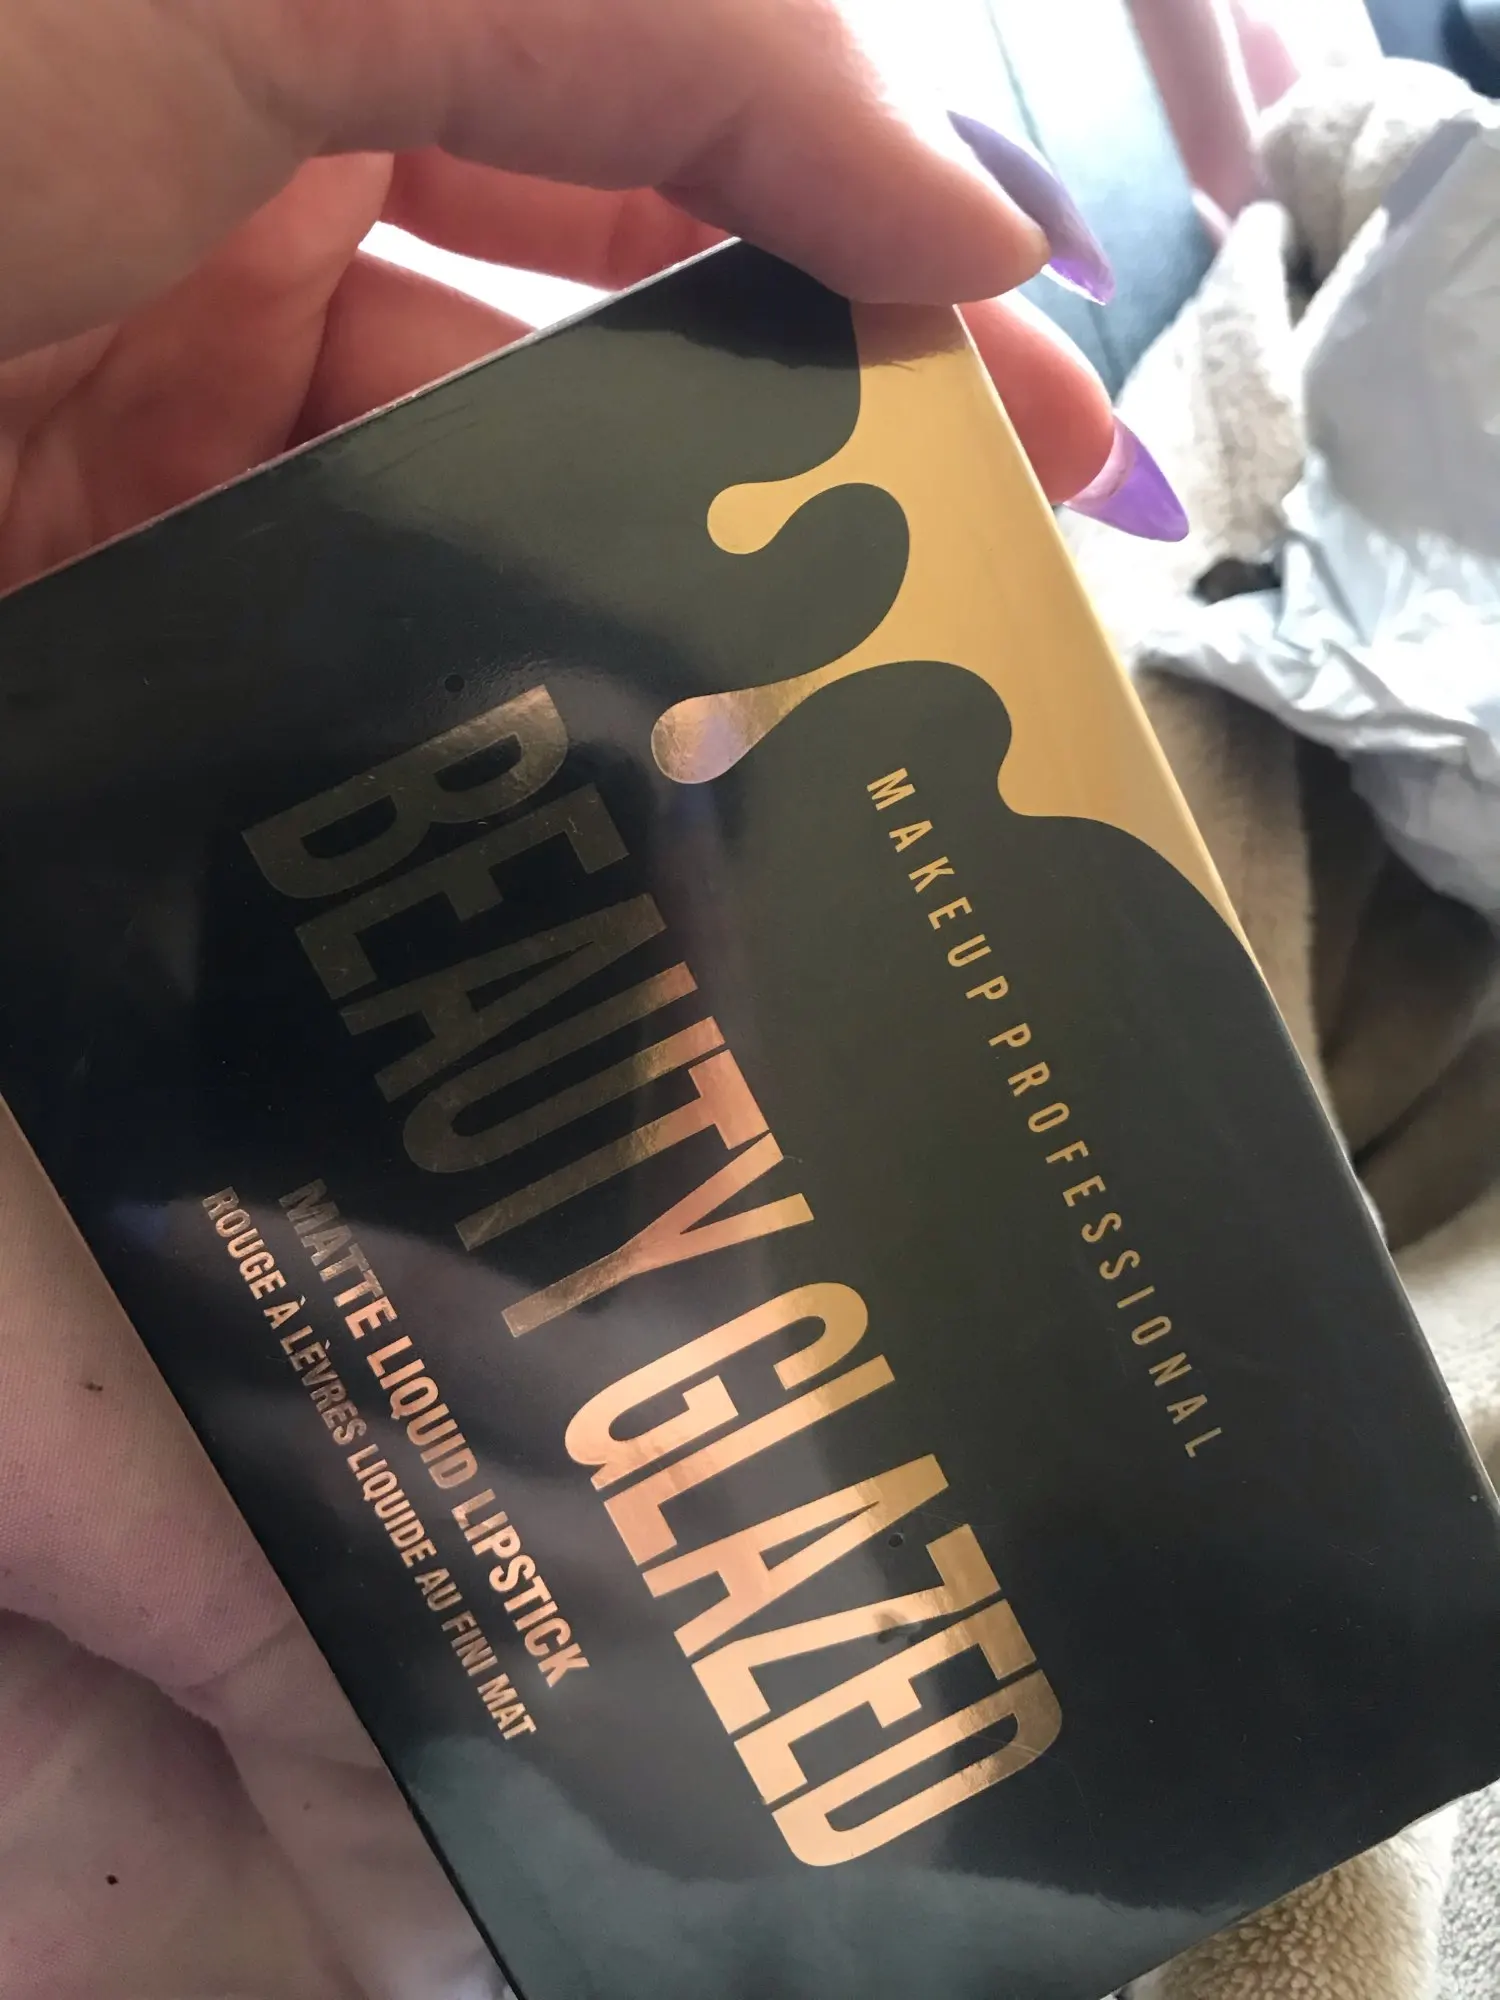 MAKEUP PROFESSIONAL
BEAUTY GLAZED
MATTE LIQUID LIPSTICK
ROUGE À LÈVRES LIQUIDE AU FINI MAT